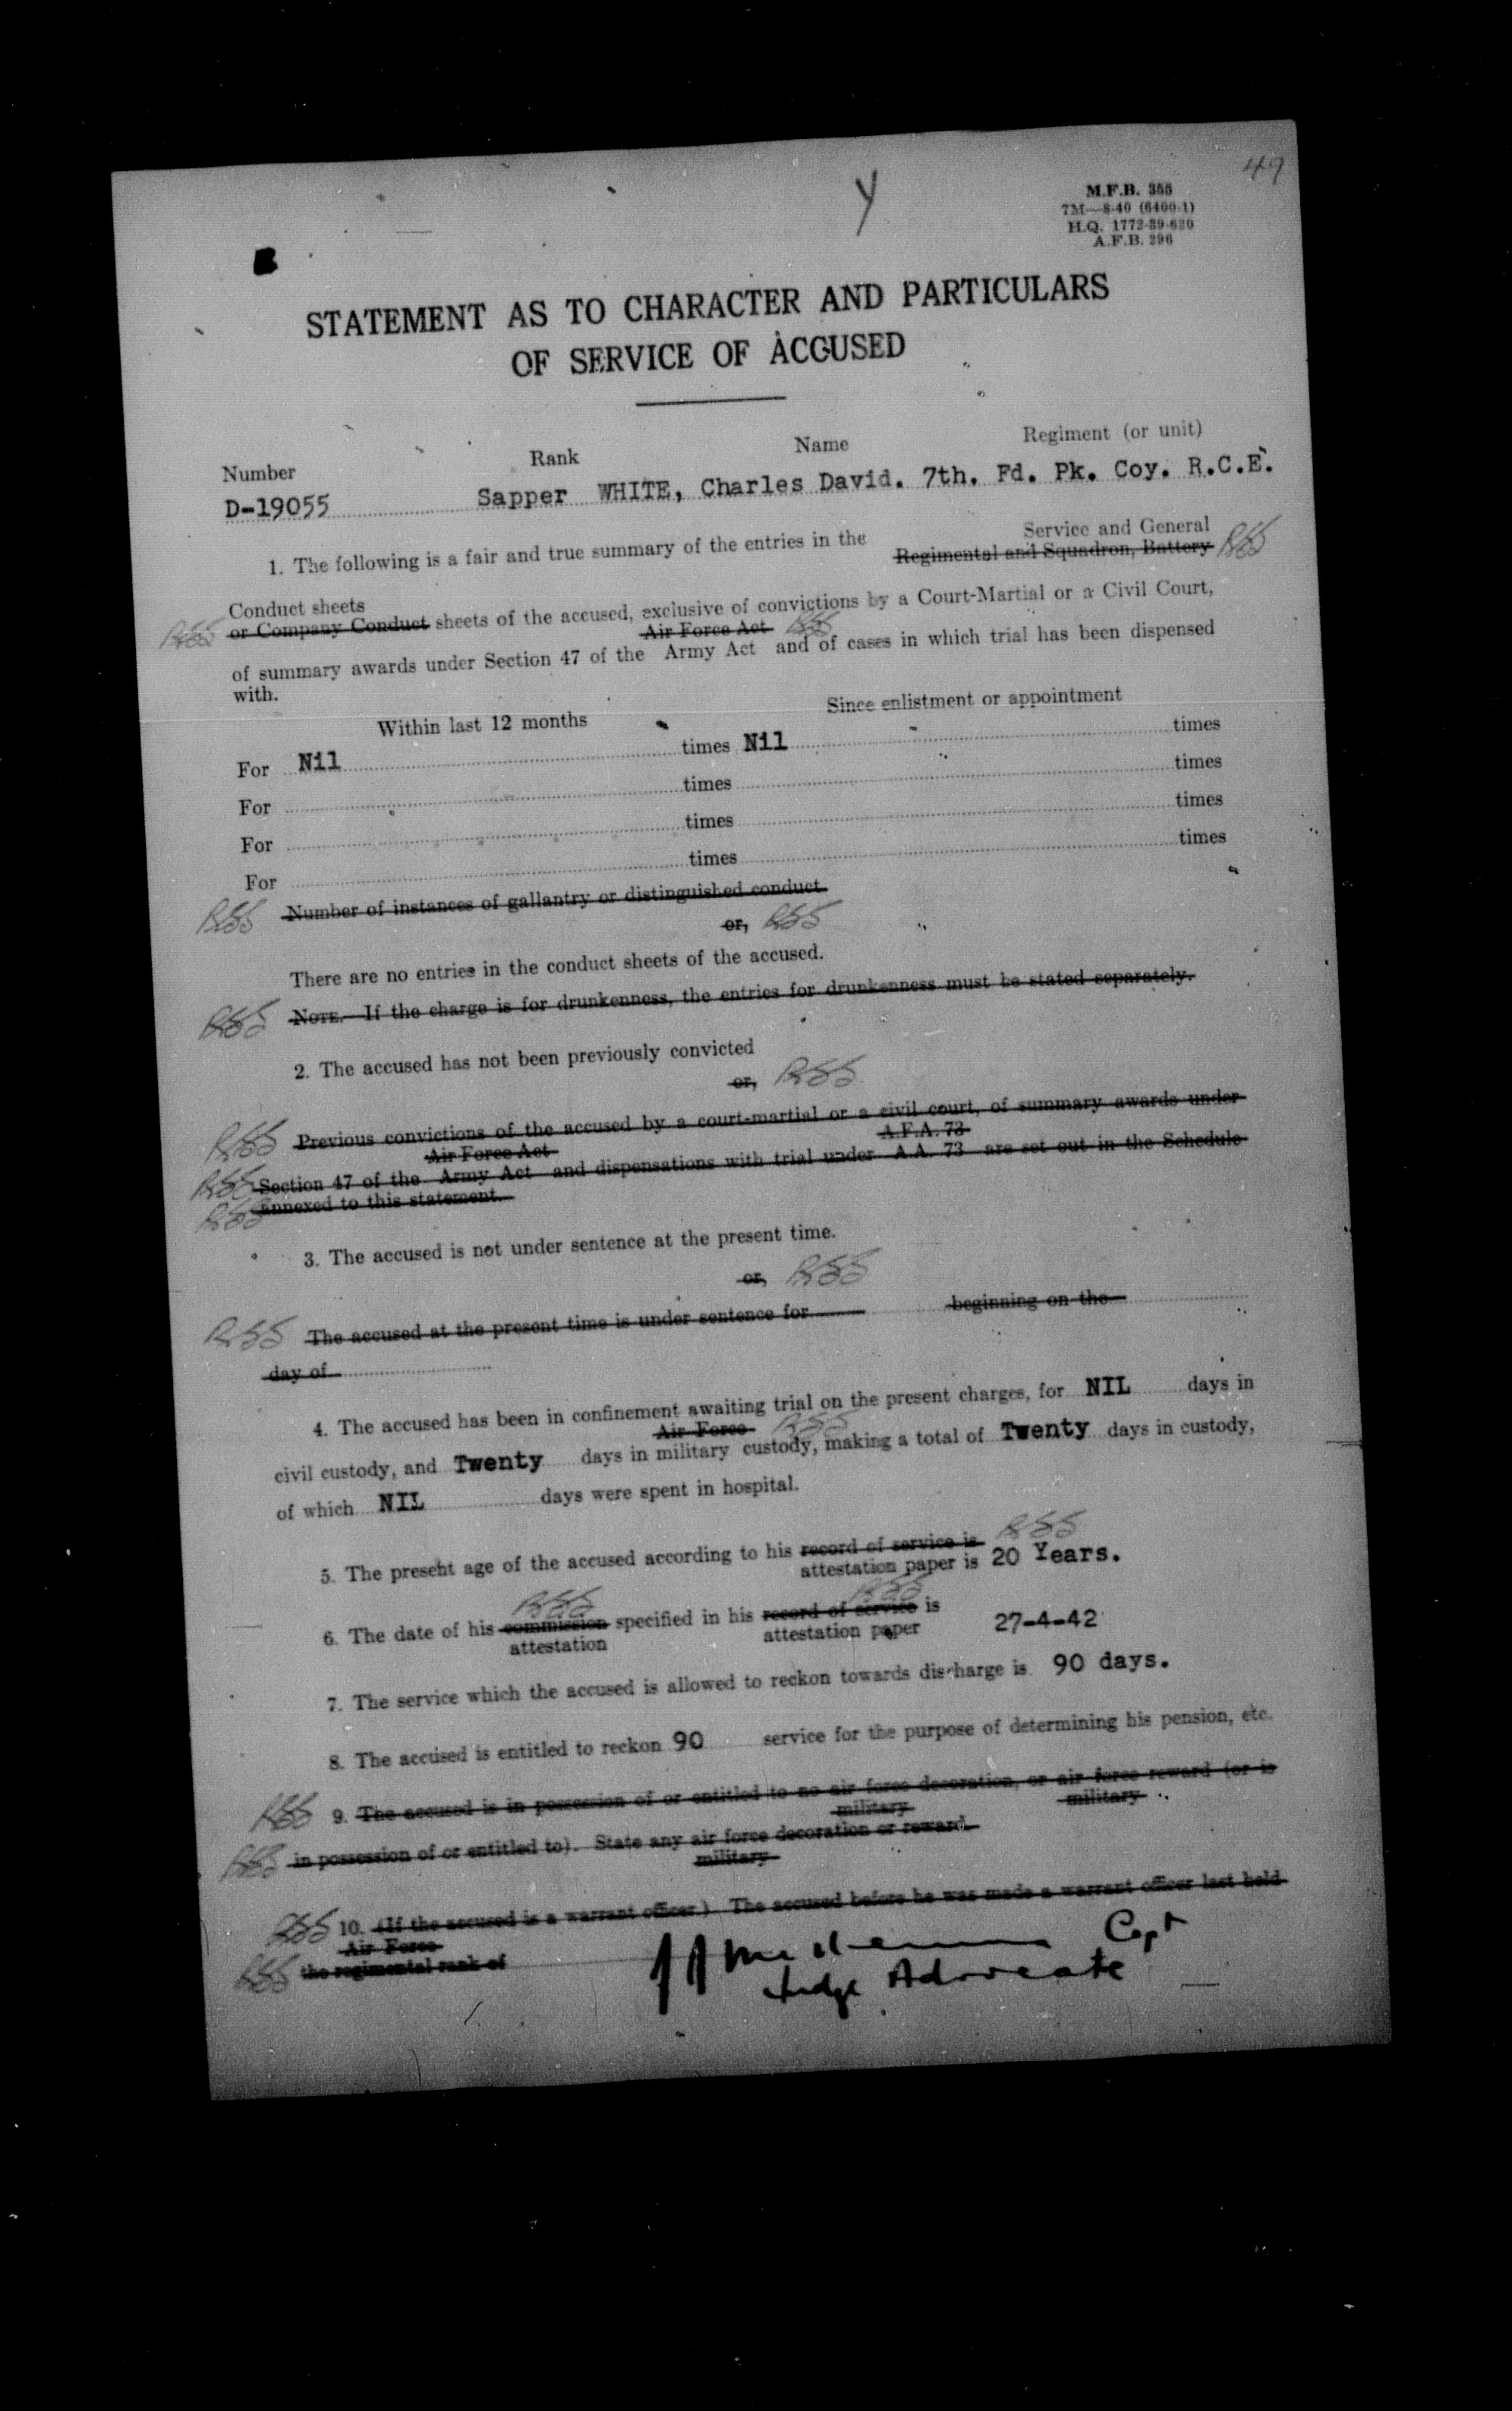 49
Y
M.F.B. 355
7M—8-40 (6400-1)
H.Q. 1772-39-620
A.F.B. 296
STATEMENT AS TO CHARACTER AND PARTICULARS
OF SERVICE OF ACCUSED
Number Rank Name Regiment (or unit)
D-19055 Sapper WHITE, Charles David. 7th. Fd. Pk. Coy. R.C.E.
Service and General
1. The following is a fair and true summary of the entries in the Regimental and Squadron, Battery
Conduct sheets
or Company Conduct sheets of the accused, exclusive of convictions by a Court-Martial or a Civil Court,
Air Force Act
of summary awards under Section 47 of the Army Act and of cases in which trial has been dispensed
with.
Within last 12 months Since enlistment or appointment
For Nil times Nil times
For times times
For times times
For times times
Number of instances of gallantry or distinguished conduct.
or,
There are no entries in the conduct sheets of the accused.
NOTE.—If the charge is for drunkenness, the entries for drunkenness must be stated separately.
2. The accused has not been previously convicted
or,
Previous convictions of the accused by a court-martial or a civil court, of summary awards under
Air Force Act A.F.A. 73
Section 47 of the Army Act and dispensations with trial under A.A. 73 are set out in the Schedule
annexed to this statement.
3. The accused is not under sentence at the present time.
or,
The accused at the present time is under sentence for beginning on the
day of
4. The accused has been in confinement awaiting trial on the present charges, for NIL days in
Air Force
civil custody, and Twenty days in military custody, making a total of Twenty days in custody,
of which NIL days were spent in hospital.
5. The present age of the accused according to his record of service is
attestation paper is 20 Years.
6. The date of his commission specified in his record of service is
attestation attestation paper 27-4-42
7. The service which the accused is allowed to reckon towards discharge is 90 days.
8. The accused is entitled to reckon 90 service for the purpose of determining his pension, etc.
9. The accused is in possession of or entitled to no air force decoration, or air force reward (or is
military military
in possession of or entitled to). State any air force decoration or reward.
military
10. (If the accused is a warrant officer.) The accused before he was made a warrant officer last held
Air Force
the regimental rank of
Capt
Judge Advocate